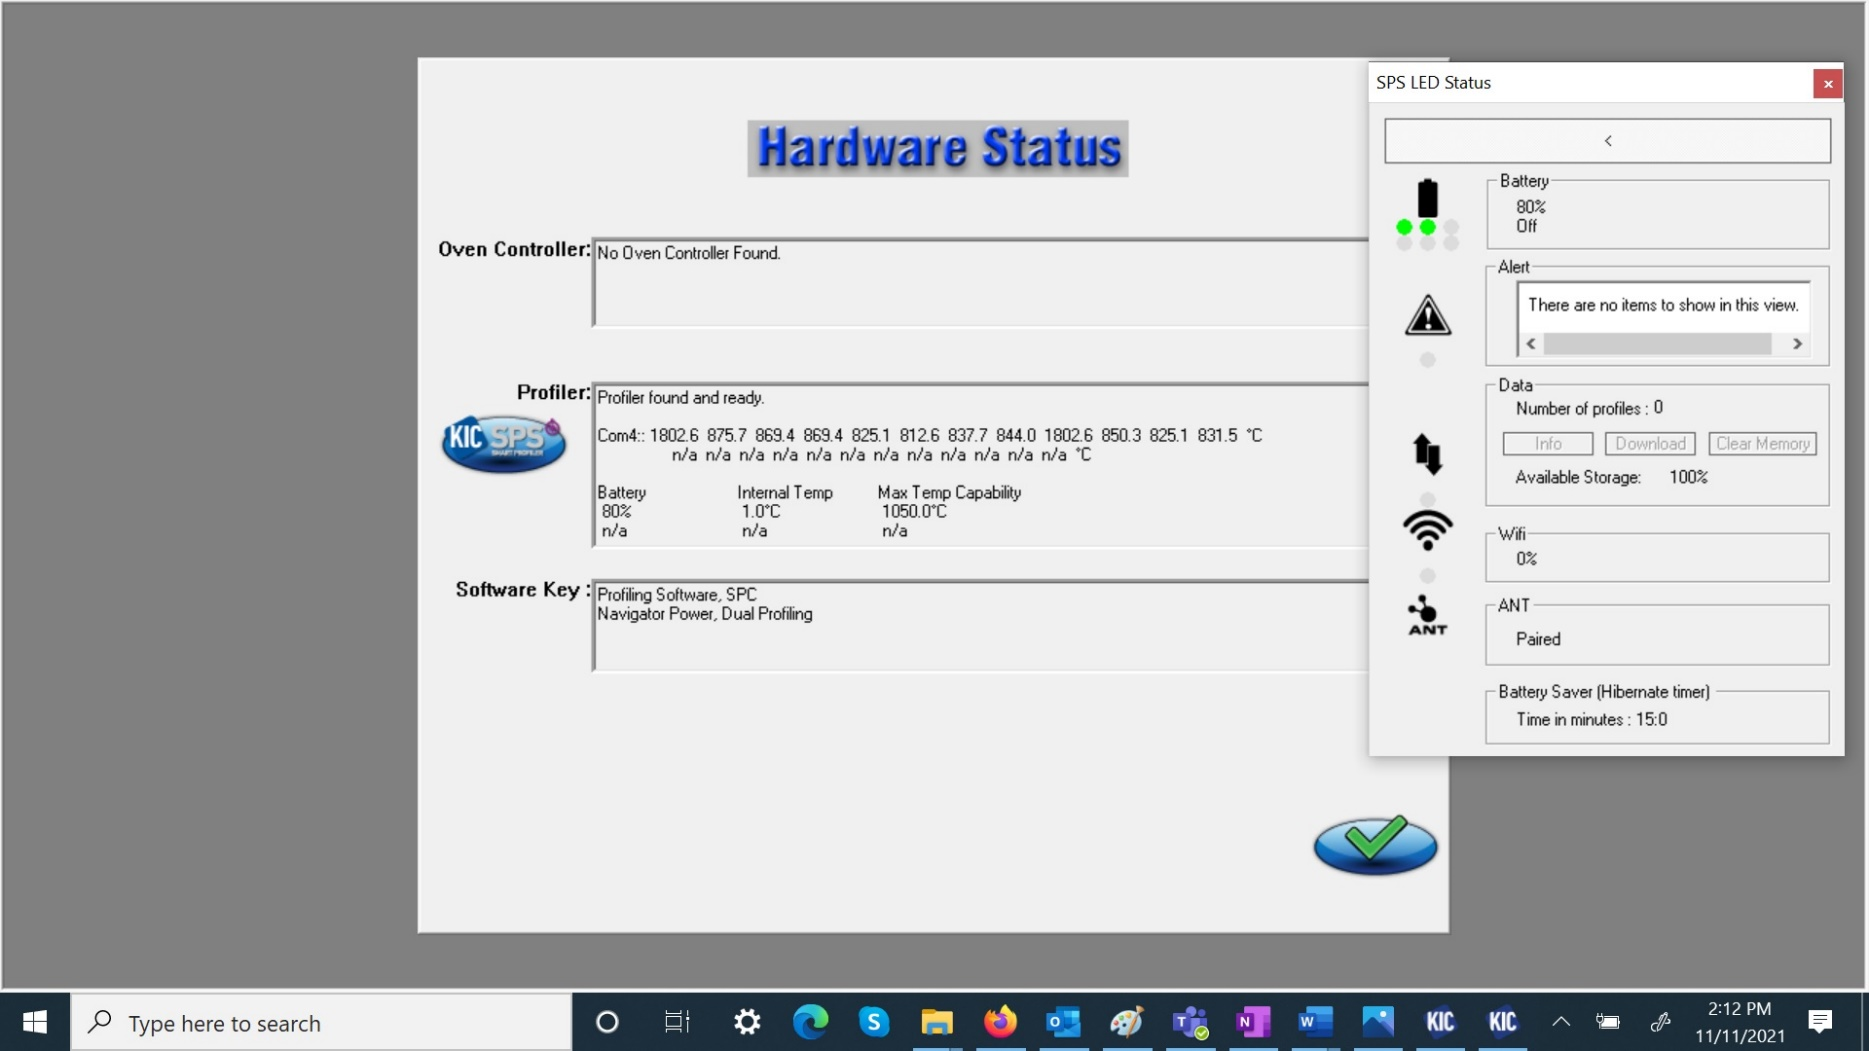 Hardware Status
Oven Controller:
No Oven Controller Found.
Profiler:
KIC SPS
SMART PROFILER
Profiler found and ready.
Com4:: 1802.6 875.7 869.4 869.4 825.1 812.6 837.7 844.0 1802.6 850.3 825.1 831.5 °C
n/a n/a n/a n/a n/a n/a n/a n/a n/a n/a n/a n/a °C
Battery Internal Temp Max Temp Capability
80% 1.0°C 1050.0°C
n/a n/a n/a
Software Key :
Profiling Software, SPC
Navigator Power, Dual Profiling
SPS LED Status
x
<
Battery
80%
Off
Alert
There are no items to show in this view.
< >
Data
Number of profiles : 0
Info Download Clear Memory
Available Storage: 100%
Wifi
0%
ANT
ANT
Paired
Battery Saver (Hibernate timer)
Time in minutes : 15:0
Type here to search
S
O
T
N
W
KIC KIC
2:12 PM
11/11/2021